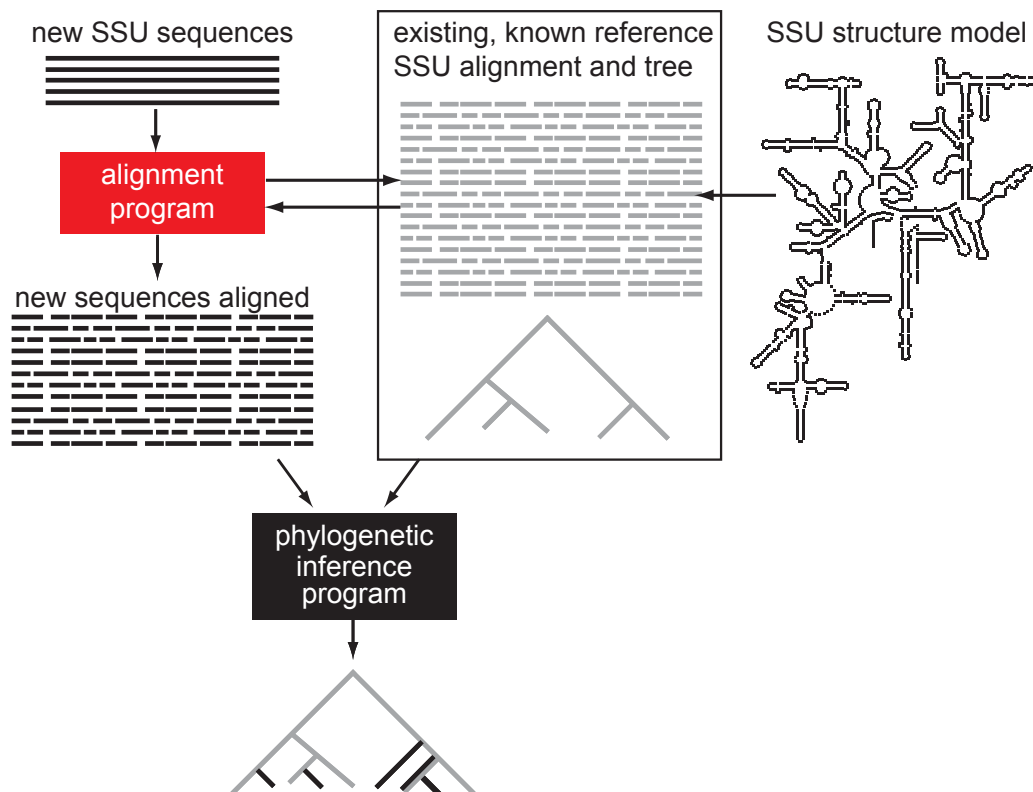 new SSU sequences
existing, known reference
SSU alignment and tree
SSU structure model
alignment
program
new sequences aligned
phylogenetic
inference
program